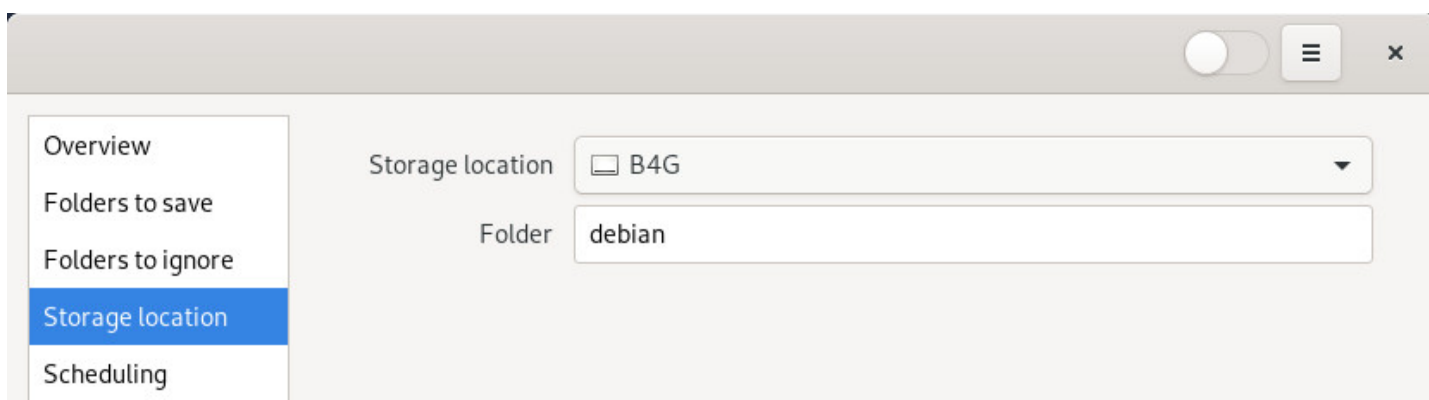 Overview
Folders to save
Folders to ignore
Storage location
Scheduling
Storage location B4G
Folder debian